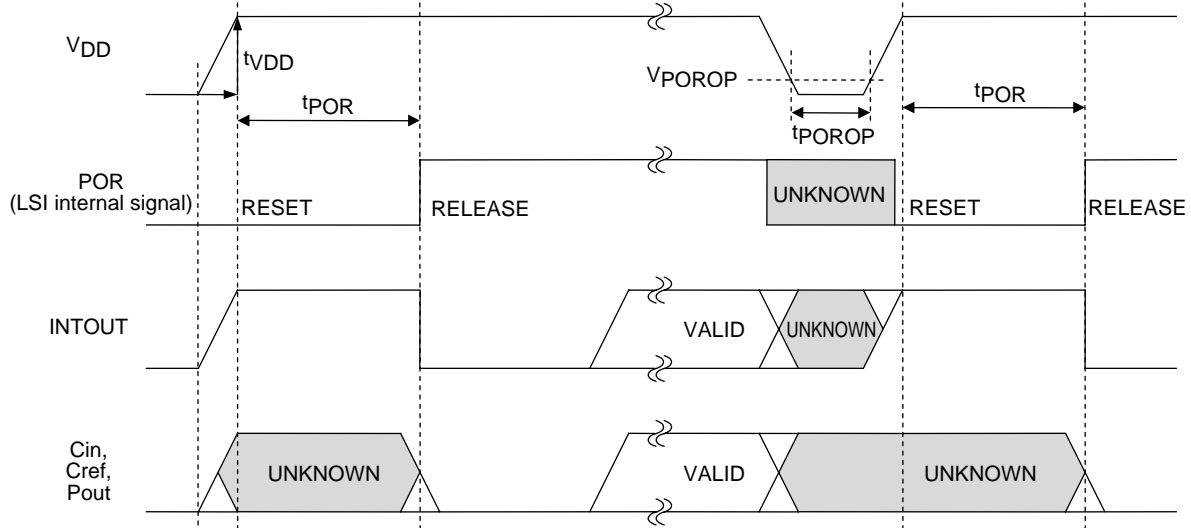 VDD
tVDD
tPOR
VPOROP
tPOROP
tPOR
POR
(LSI internal signal)
RESET
RELEASE
UNKNOWN
RESET
RELEASE
INTOUT
VALID
UNKNOWN
Cin,
Cref,
Pout
UNKNOWN
VALID
UNKNOWN